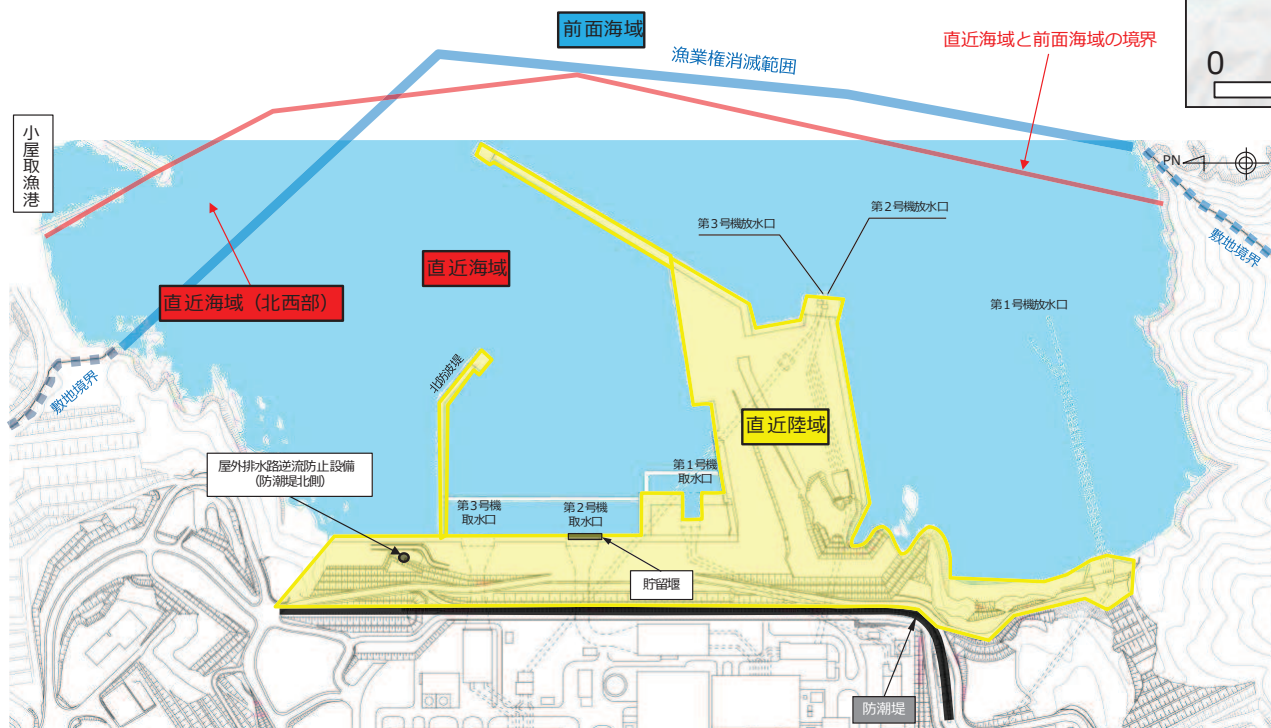 前面海域
直近海域と前面海域の境界
漁業権消滅範囲
0
小屋取漁港
PN
第2号機放水口
第3号機放水口
敷地境界
直近海域
直近海域（北西部）
第1号機放水口
敷地境界
北防波堤
直近陸域
屋外排水路逆流防止設備
（防潮堤北側）
第1号機
取水口
第3号機
取水口
第2号機
取水口
貯留堰
防潮堤